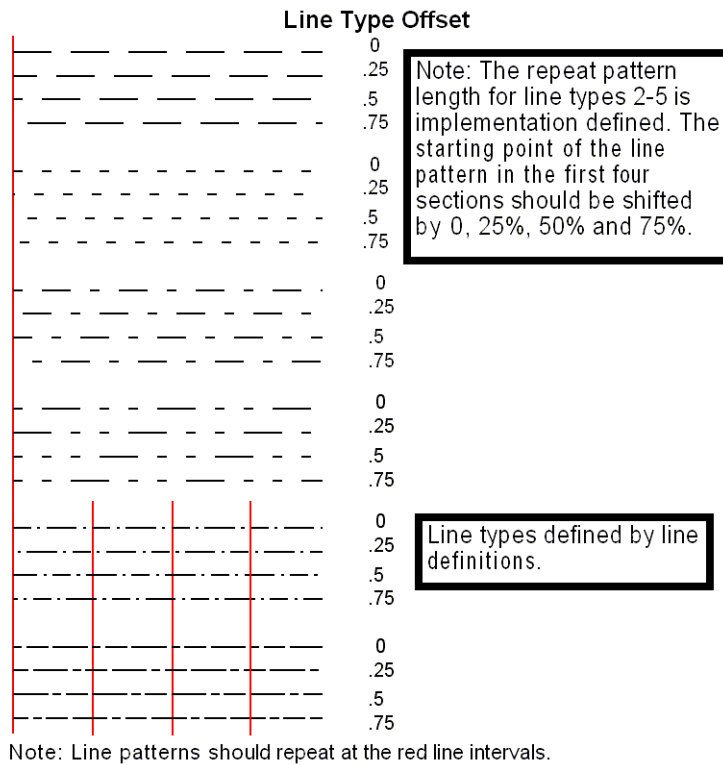 Line Type Offset
0
.25
.5
.75
Note: The repeat pattern
length for line types 2-5 is
implementation defined. The
starting point of the line
pattern in the first four
sections should be shifted
by 0, 25%, 50% and 75%.
0
.25
.5
.75
0
.25
.5
.75
0
.25
.5
.75
0
.25
.5
.75
Line types defined by line
definitions.
0
.25
.5
.75
Note: Line patterns should repeat at the red line intervals.